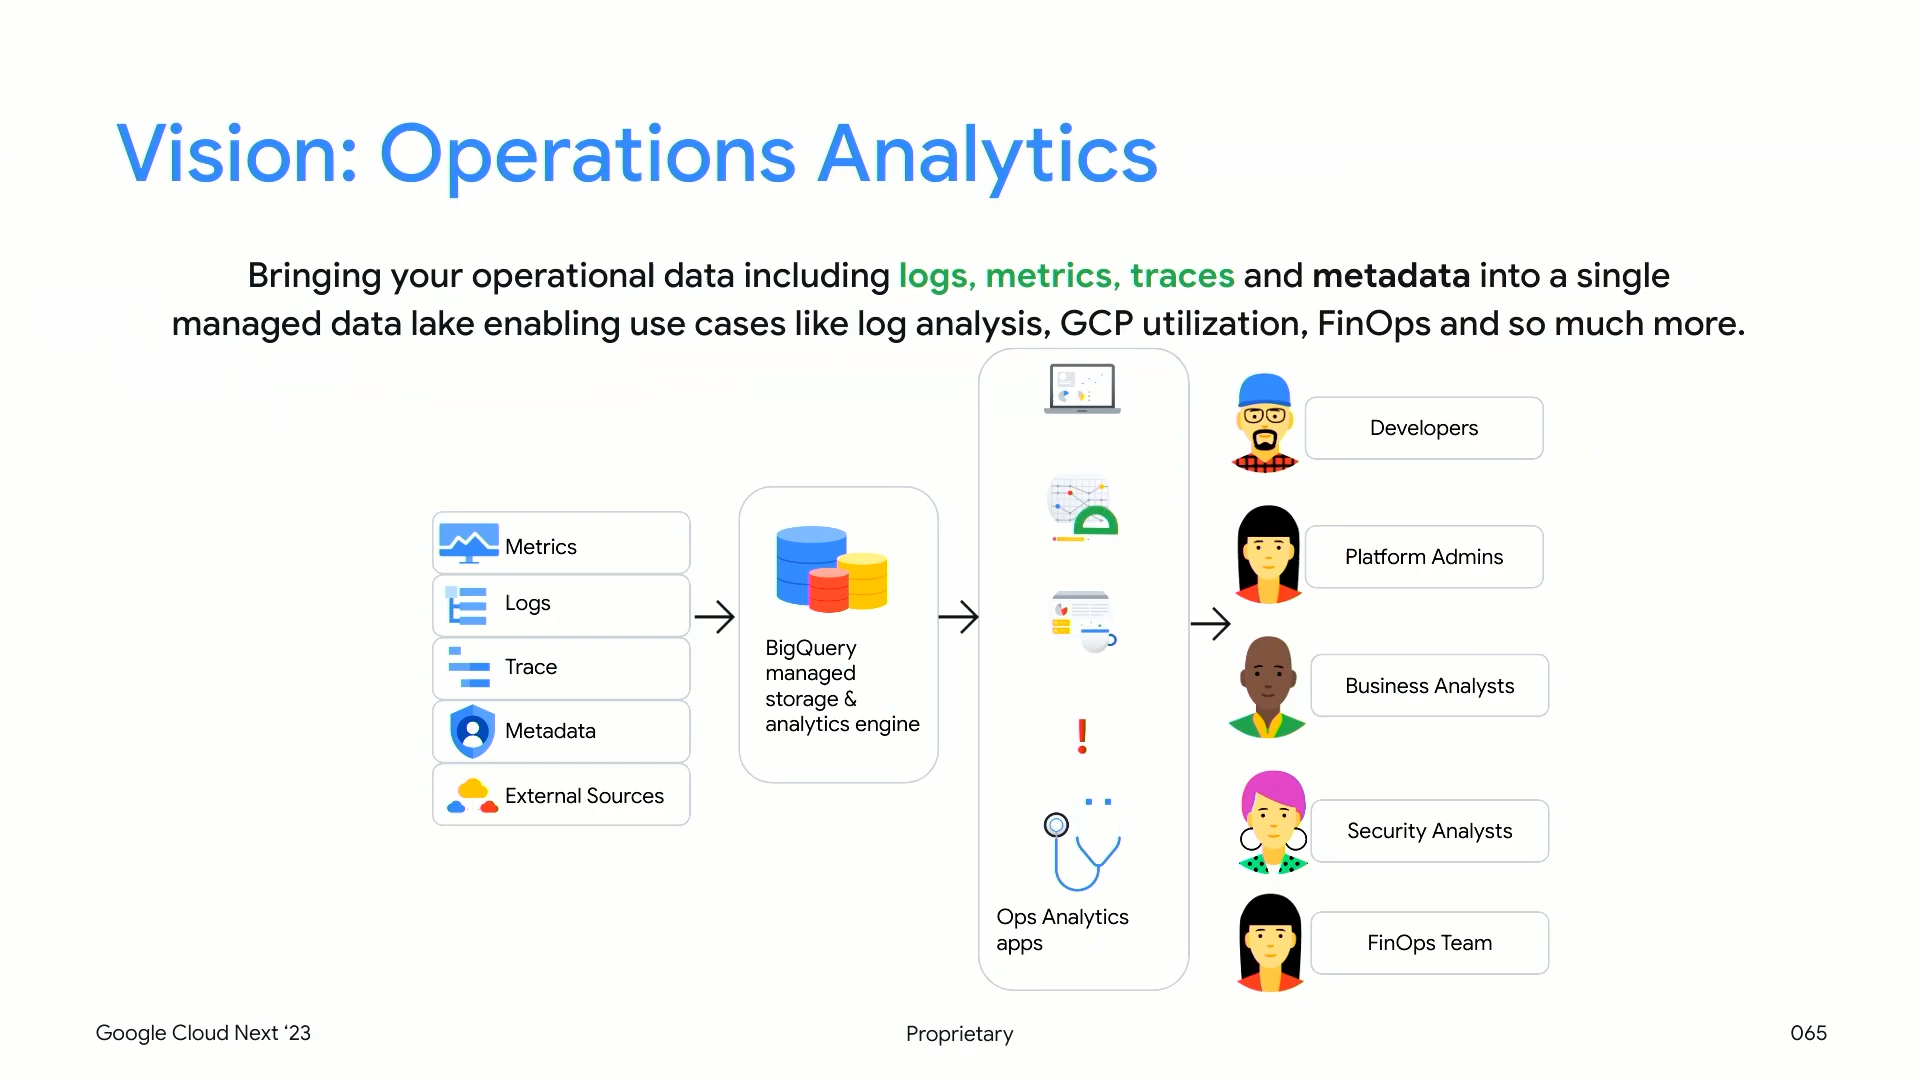 Vision: Operations Analytics
Bringing your operational data including logs, metrics, traces and metadata into a single
managed data lake enabling use cases like log analysis, GCP utilization, FinOps and so much more.
Metrics
Logs
Trace
Metadata
External Sources
BigQuery
managed
storage &
analytics engine
Ops Analytics
apps
Developers
Platform Admins
Business Analysts
Security Analysts
FinOps Team
Google Cloud Next ‘23
Proprietary
065